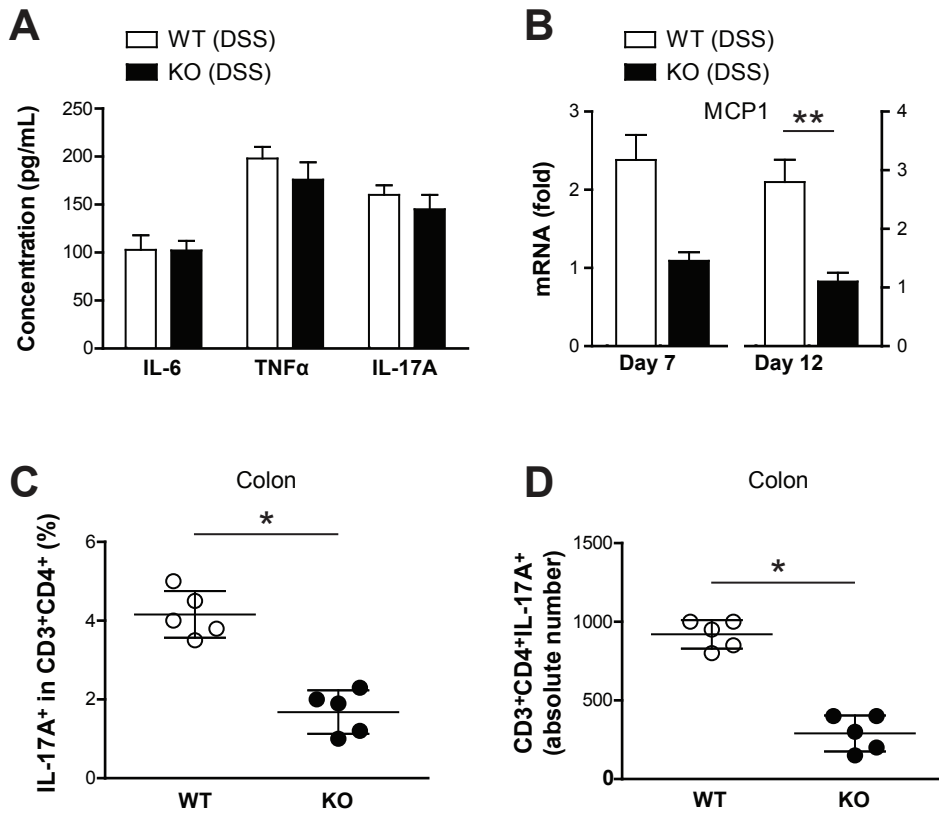 A
WT (DSS)
KO (DSS)
Concentration (pg/mL)
250
200
150
100
50
0
IL-6 TNFα IL-17A
B
WT (DSS)
KO (DSS)
MCP1
**
mRNA (fold)
3
2
1
0
4
3
2
1
0
Day 7 Day 12
C
Colon
*
IL-17A⁺ in CD3⁺CD4⁺ (%)
6
4
2
0
WT KO
D
Colon
*
CD3⁺CD4⁺IL-17A⁺
(absolute number)
1500
1000
500
0
WT KO